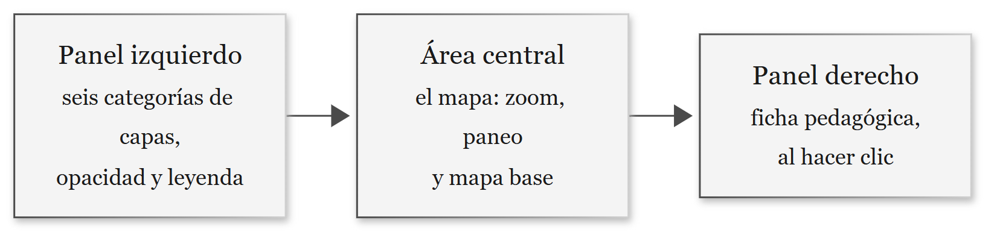 Panel izquierdo
seis categorías de
capas,
opacidad y leyenda
Área central
el mapa: zoom,
paneo
y mapa base
Panel derecho
ficha pedagógica,
al hacer clic